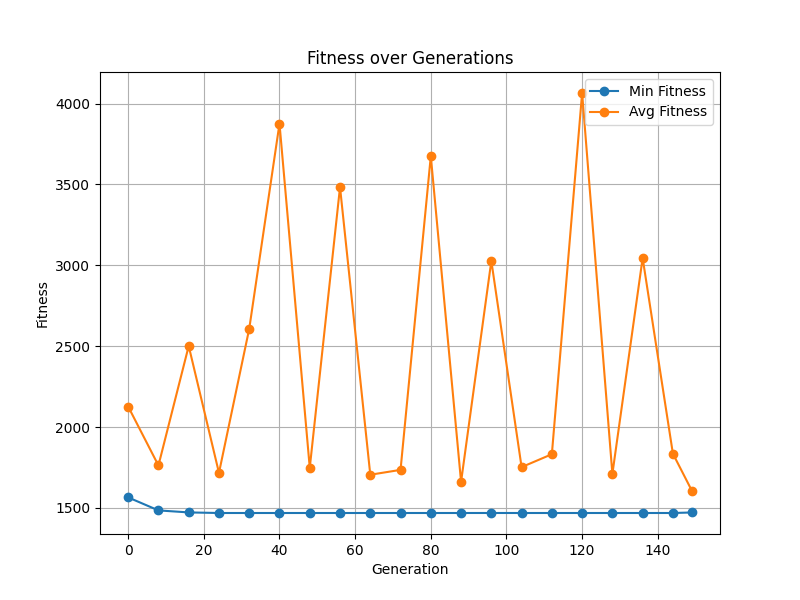 Fitness over Generations
Min Fitness
Avg Fitness
Fitness
4000
3500
3000
2500
2000
1500
0 20 40 60 80 100 120 140
Generation